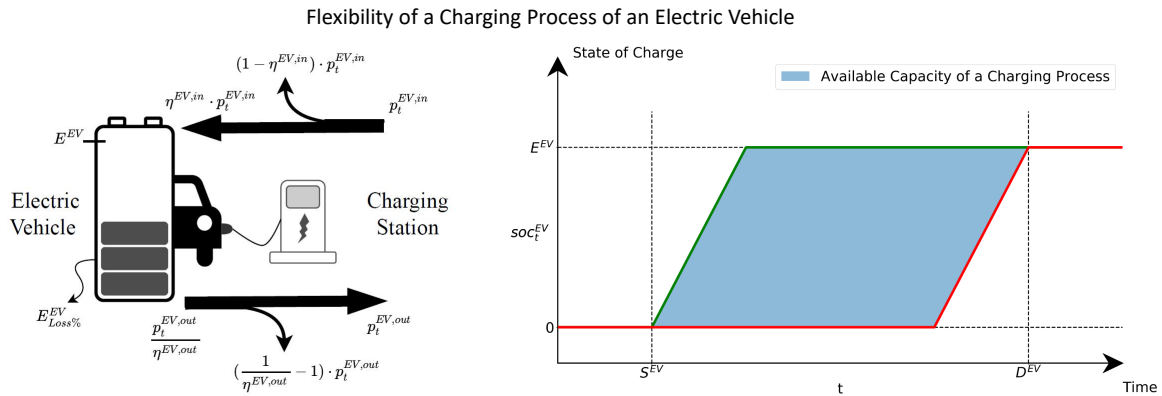 Flexibility of a Charging Process of an Electric Vehicle
(1 − η^{EV,in}) · p_t^{EV,in}
η^{EV,in} · p_t^{EV,in}
p_t^{EV,in}
E^{EV}
Electric
Vehicle
Charging
Station
E_{Loss%}^{EV}
p_t^{EV,out}
η^{EV,out}
p_t^{EV,out}
(1/η^{EV,out} − 1) · p_t^{EV,out}
State of Charge
Available Capacity of a Charging Process
E^{EV}
soc_t^{EV}
0
S^{EV}
t
D^{EV}
Time